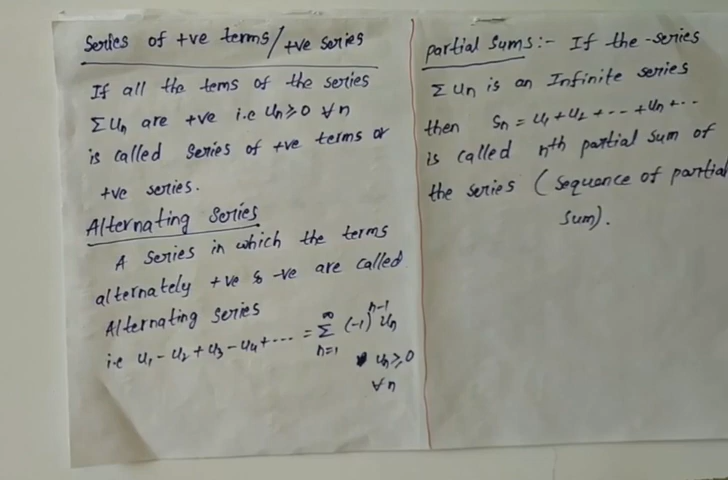 Series of +ve terms/+ve series
If all the tems of the series
Σ Un are +ve i.e Un ≥ 0 ∀ n
is called Series of +ve terms or
+ve series.
Alternating Series
A Series in which the terms
alternately +ve & -ve are called
Alternating series
i.e U₁ - U₂ + U₃ - U₄ + ---- = ∑_{n=1}^{∞} (-1)^{n-1} Un
Un ≥ 0
∀ n
partial Sums:- If the series
Σ Un is an Infinite series
then Sn = U₁ + U₂ + --- + Un + --
is called nth partial sum of
the series (sequence of partial
sum).